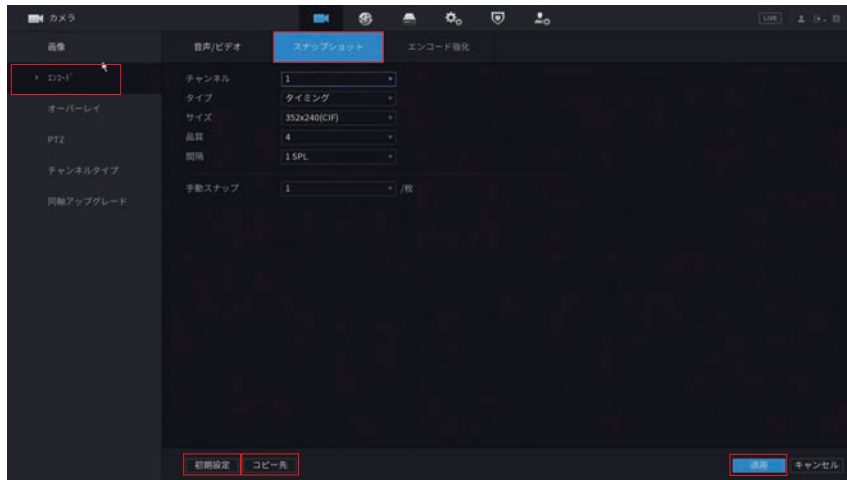 カメラ
LIVE
画像
音声/ビデオ
スナップショット
エンコード強化
> ｴﾝｺｰﾄﾞ
オーバーレイ
PTZ
チャンネルタイプ
同軸アップグレード
チャンネル 1
タイプ タイミング
サイズ 352x240(CIF)
品質 4
間隔 1 SPL
手動スナップ 1 /枚
初期設定
コピー先
適用
キャンセル